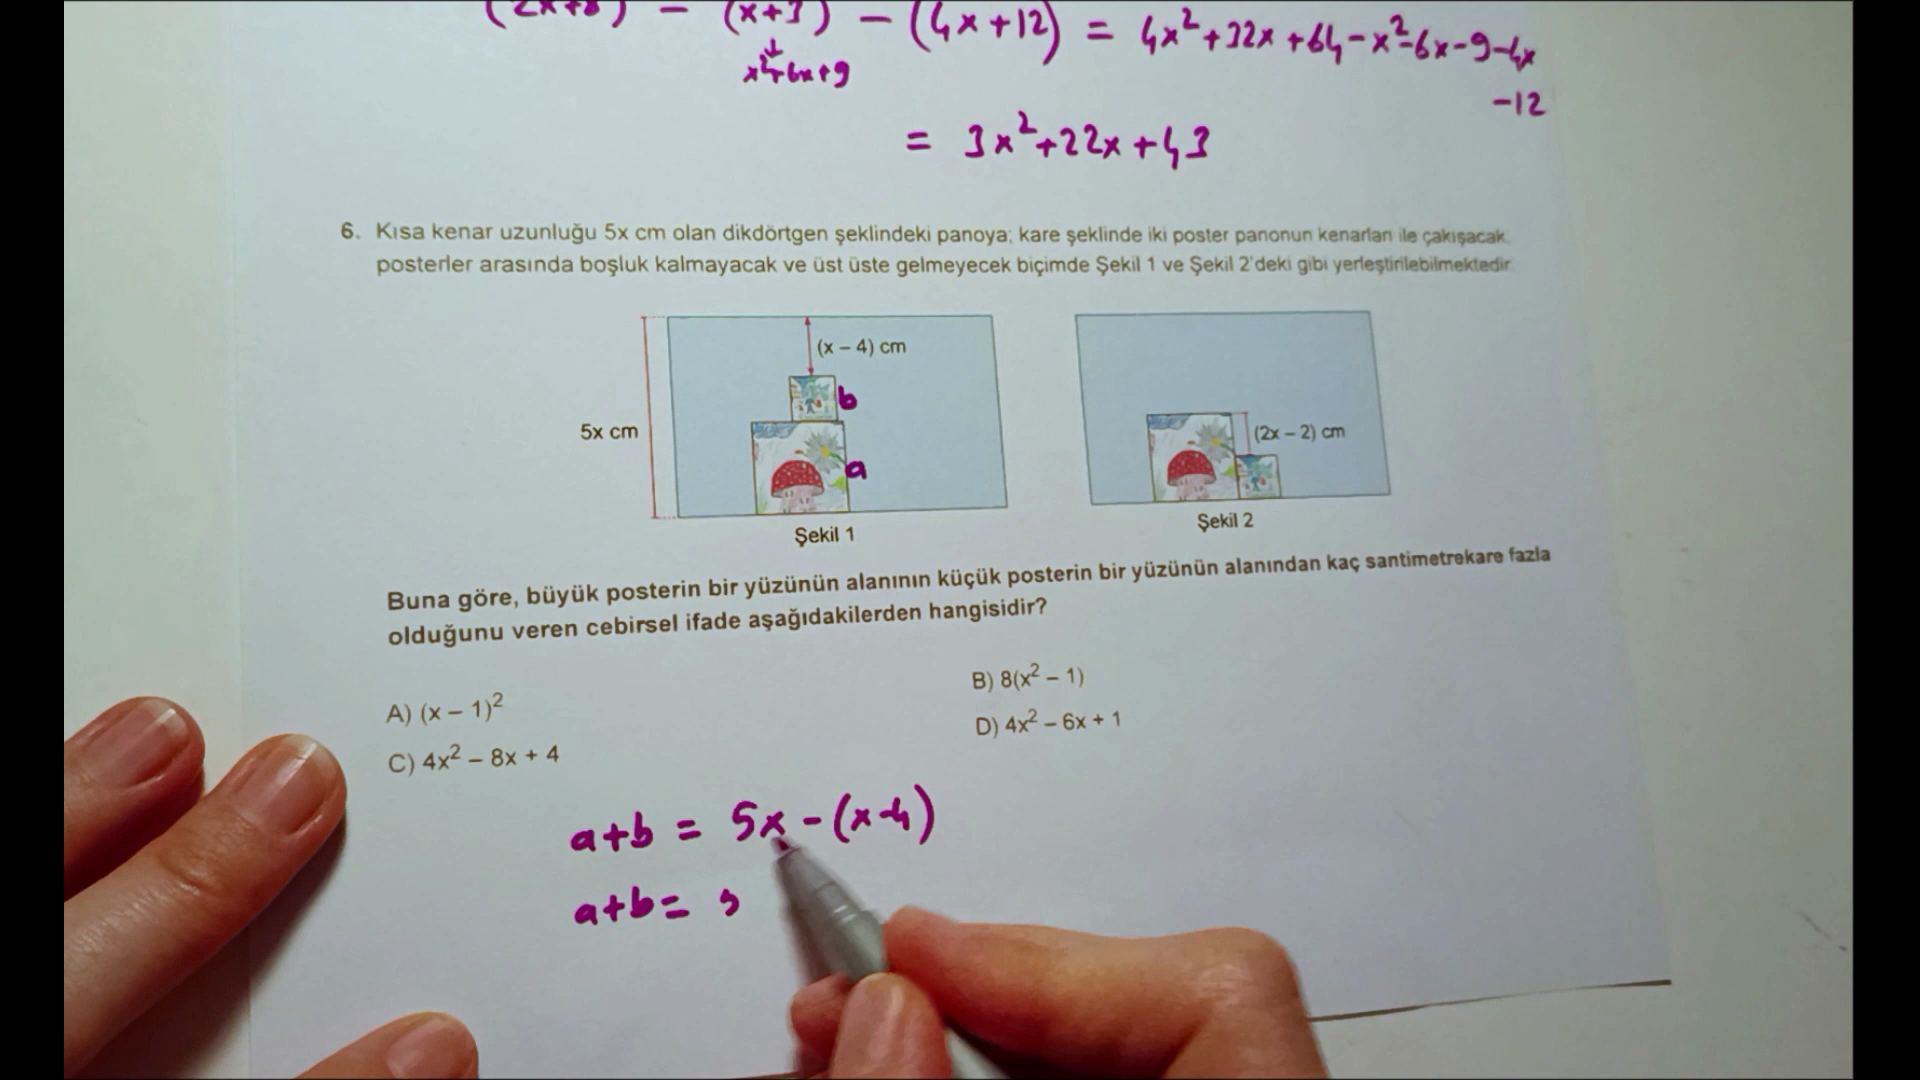 (2x+8) - (x+3) - (4x+12) = 4x²+32x+64-x²-6x-9-4x
x²+6x+9
-12
= 3x²+22x+43
6. Kısa kenar uzunluğu 5x cm olan dikdörtgen şeklindeki panoya; kare şeklinde iki poster panonun kenarları ile çakışacak
posterler arasında boşluk kalmayacak ve üst üste gelmeyecek biçimde Şekil 1 ve Şekil 2'deki gibi yerleştirilebilmektedir.
(x – 4) cm
b
5x cm
(2x – 2) cm
a
Şekil 1
Şekil 2
Buna göre, büyük posterin bir yüzünün alanının küçük posterin bir yüzünün alanından kaç santimetrekare fazla
olduğunu veren cebirsel ifade aşağıdakilerden hangisidir?
A) (x – 1)²
B) 8(x² – 1)
C) 4x² – 8x + 4
D) 4x² – 6x + 1
a+b = 5x-(x-4)
a+b=